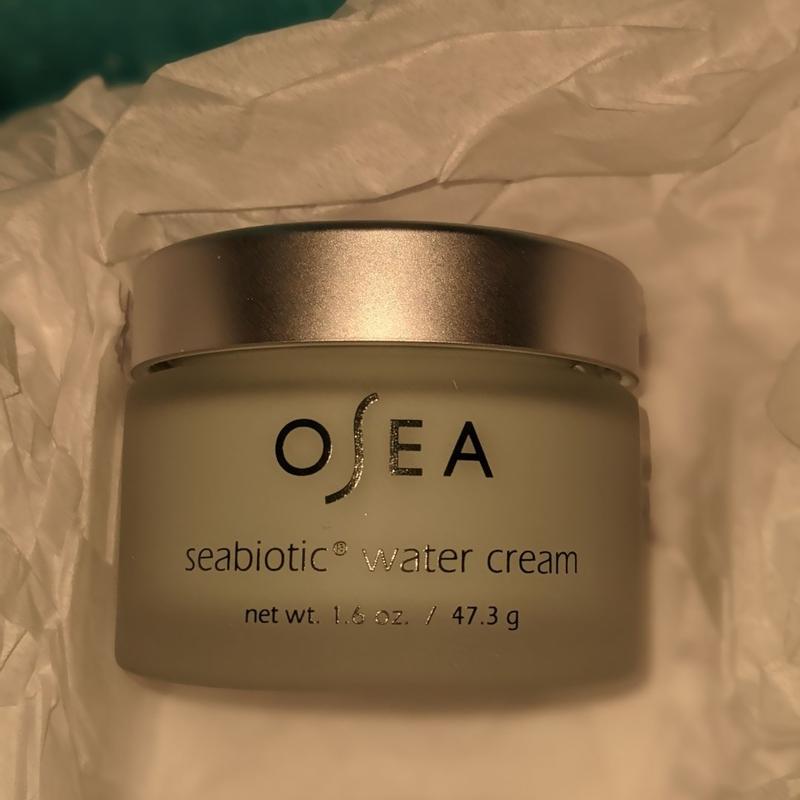 OSEA
seabiotic® water cream
net wt. 1.6 oz. / 47.3 g